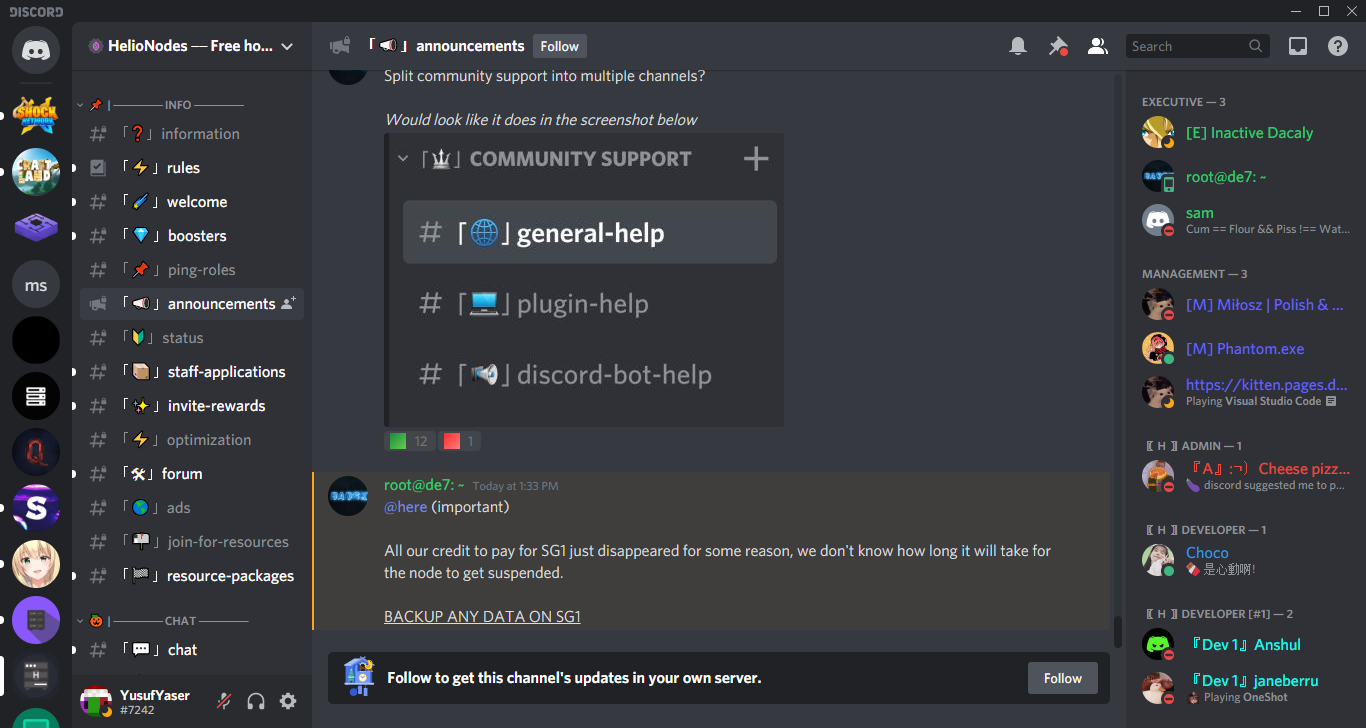 DISCORD
HelioNodes — Free ho...
「📢」 announcements
Follow
Search
INFO
「❓」 information
「⚡」 rules
「」 welcome
「💎」 boosters
「📌」 ping-roles
「📢」 announcements
「🔰」 status
「📦」 staff-applications
「✨」 invite-rewards
「⚡」 optimization
「🛠」 forum
「🌎」 ads
「📬」 join-for-resources
「🏁」 resource-packages
CHAT
「💬」 chat
ms
YusufYaser
#7242
Split community support into multiple channels?
Would look like it does in the screenshot below
「」 COMMUNITY SUPPORT
# 「🌐」 general-help
# 「💻」 plugin-help
# 「📢」 discord-bot-help
12
1
root@de7: ~ Today at 1:33 PM
@here (important)
All our credit to pay for SG1 just disappeared for some reason, we don't know how long it will take for
the node to get suspended.
BACKUP ANY DATA ON SG1
Follow to get this channel's updates in your own server.
Follow
EXECUTIVE — 3
[E] Inactive Dacaly
root@de7: ~
sam
Cum == Flour && Piss !== Wat...
MANAGEMENT — 3
[M] Miłosz | Polish & ...
[M] Phantom.exe
https://kitten.pages.d...
Playing Visual Studio Code
〖 H 〗 ADMIN — 1
『A』:¬) Cheese pizz...
🍆 discord suggested me to p...
〖 H 〗 DEVELOPER — 1
Choco
🍫 是心動啊!
〖 H 〗 DEVELOPER [#1] — 2
『Dev 1』 Anshul
『Dev 1』 janeberru
Playing OneShot